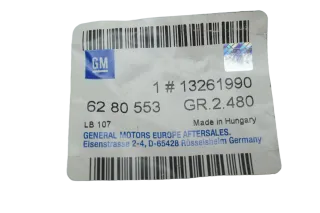 GM
1 # 13261990
62 80 553 GR.2.480
LB 107 Made in Hungary
GENERAL MOTORS EUROPE AFTERSALES.
Eisenstrasse 2-4, D-65428 Rüsselsheim Germany